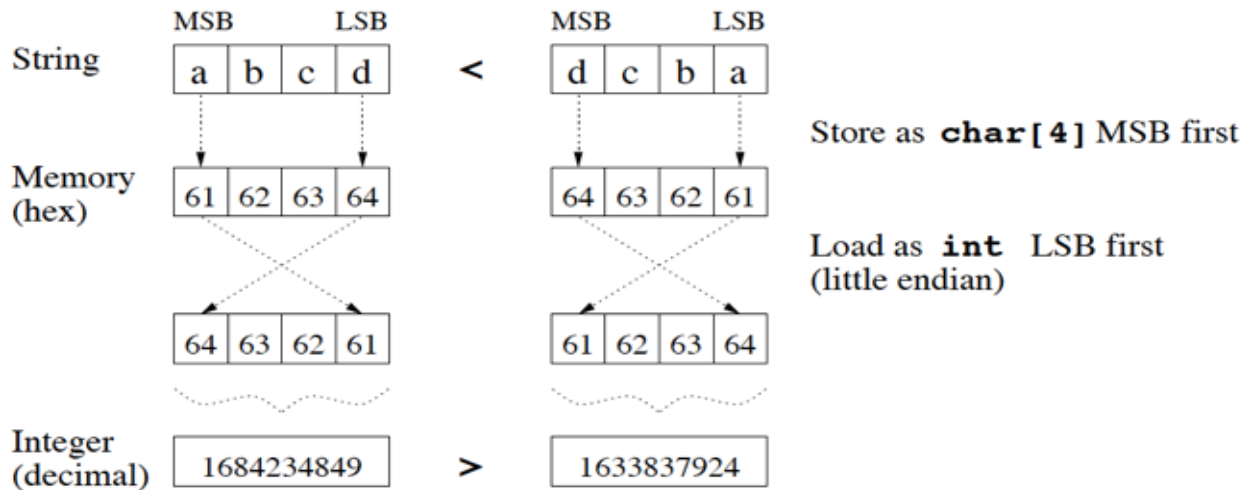 MSB LSB MSB LSB
String a b c d < d c b a
Store as char[4] MSB first
Memory
(hex) 61 62 63 64 64 63 62 61
Load as int LSB first
(little endian)
64 63 62 61 61 62 63 64
Integer
(decimal) 1684234849 > 1633837924